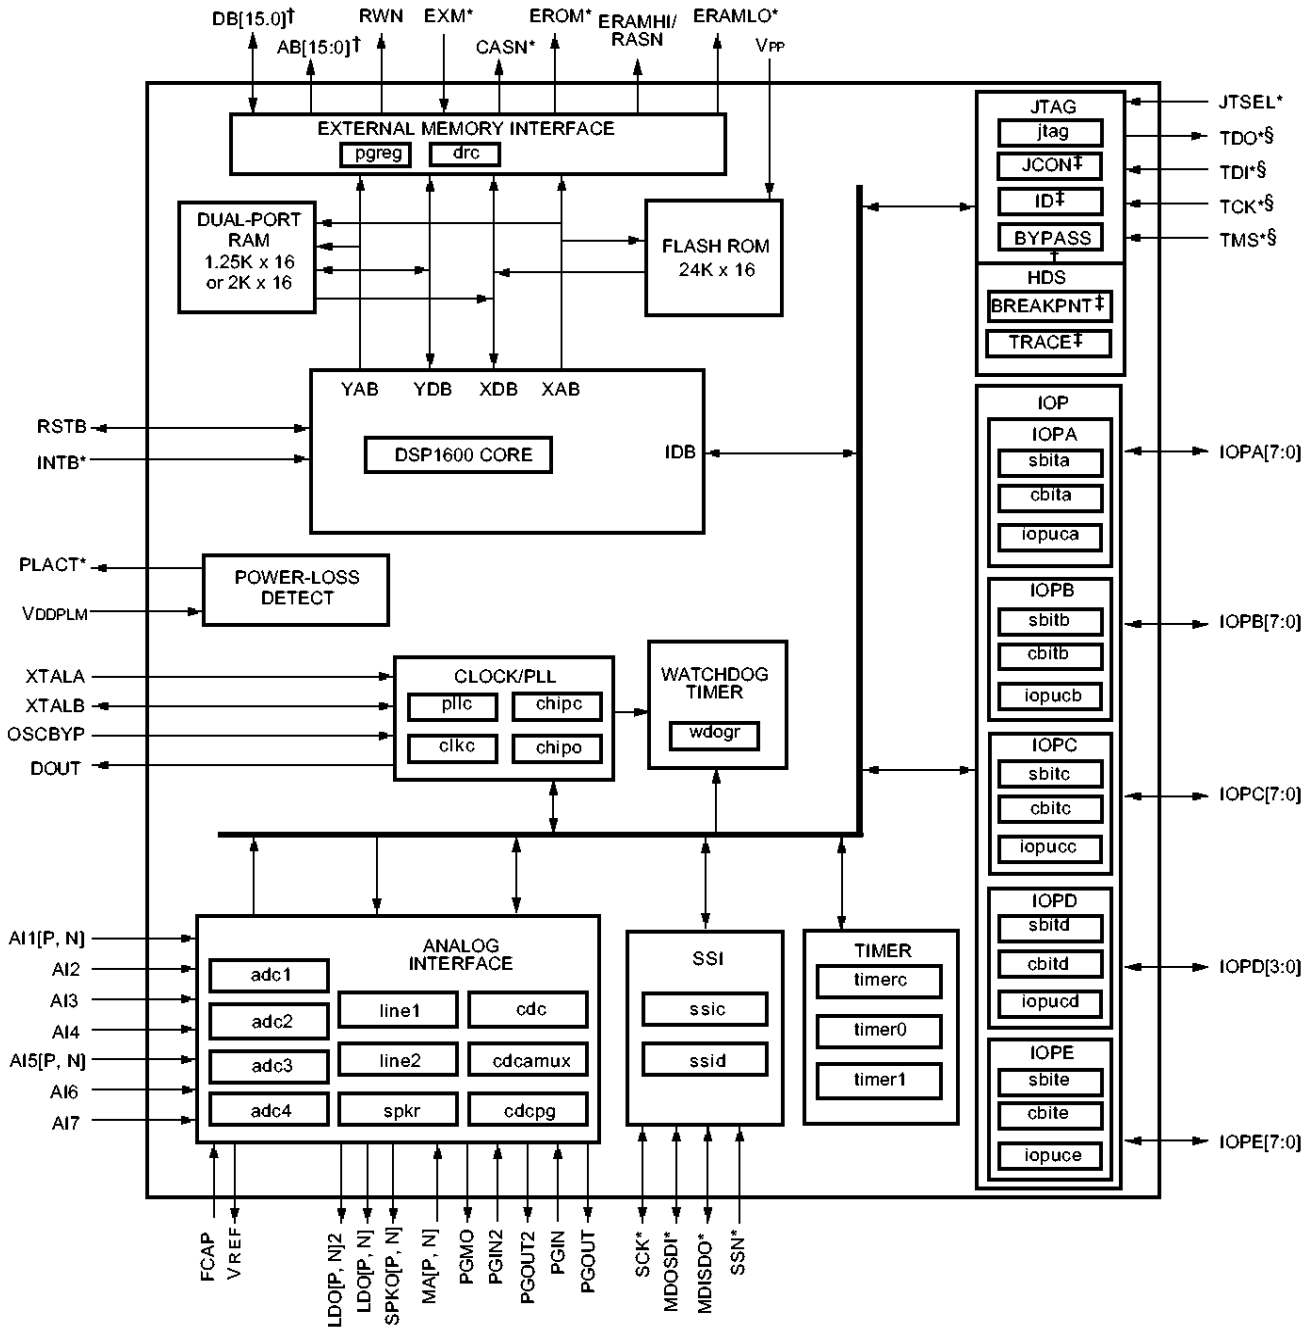 DB[15.0]†
RWN
EXM*
EROM*
ERAMHI/
RASN
ERAMLO*
AB[15:0]†
CASN*
VPP
EXTERNAL MEMORY INTERFACE
pgreg
drc
DUAL-PORT
RAM
1.25K x 16
or 2K x 16
FLASH ROM
24K x 16
JTAG
jtag
JCON‡
ID‡
BYPASS
†
HDS
BREAKPNT‡
TRACE‡
JTSEL*
TDO*§
TDI*§
TCK*§
TMS*§
YAB
YDB
XDB
XAB
DSP1600 CORE
IDB
RSTB
INTB*
PLACT*
VDDPLM
POWER-LOSS
DETECT
XTALA
XTALB
OSCBYP
DOUT
CLOCK/PLL
pllc
chipc
clkc
chipo
WATCHDOG
TIMER
wdogr
IOP
IOPA
sbita
cbita
iopuca
IOPB
sbitb
cbitb
iopucb
IOPC
sbitc
cbitc
iopucc
IOPD
sbitd
cbitd
iopucd
IOPE
sbite
cbite
iopuce
IOPA[7:0]
IOPB[7:0]
IOPC[7:0]
IOPD[3:0]
IOPE[7:0]
AI1[P, N]
AI2
AI3
AI4
AI5[P, N]
AI6
AI7
ANALOG
INTERFACE
adc1
adc2
adc3
adc4
line1
line2
spkr
cdc
cdcamux
cdcpg
SSI
ssic
ssid
TIMER
timerc
timer0
timer1
FCAP
VREF
LDO[P, N]2
LDO[P, N]
SPKO[P, N]
MA[P, N]
PGMO
PGIN2
PGOUT2
PGIN
PGOUT
SCK*
MDOSDI*
MDISDO*
SSN*